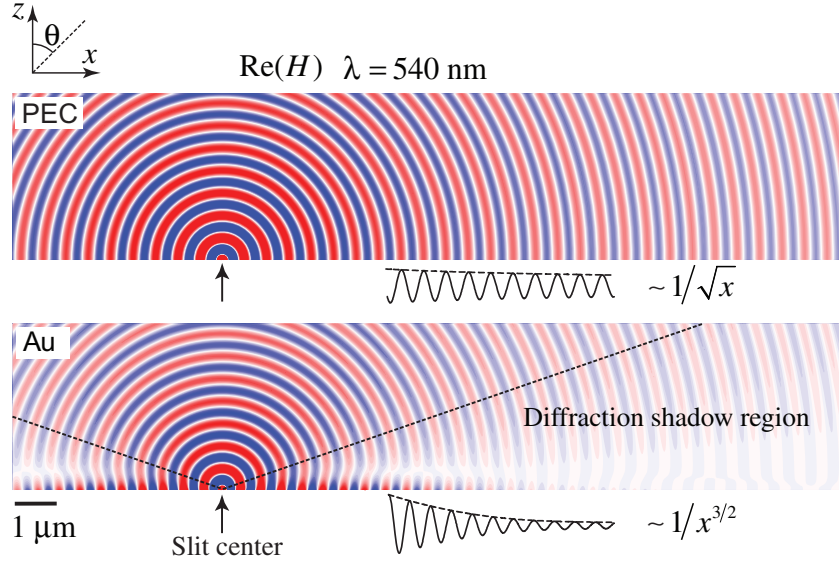 z
θ
x
Re(H) λ = 540 nm
PEC
~ 1/√x
Au
Diffraction shadow region
1 μm
Slit center
~ 1/x^{3/2}